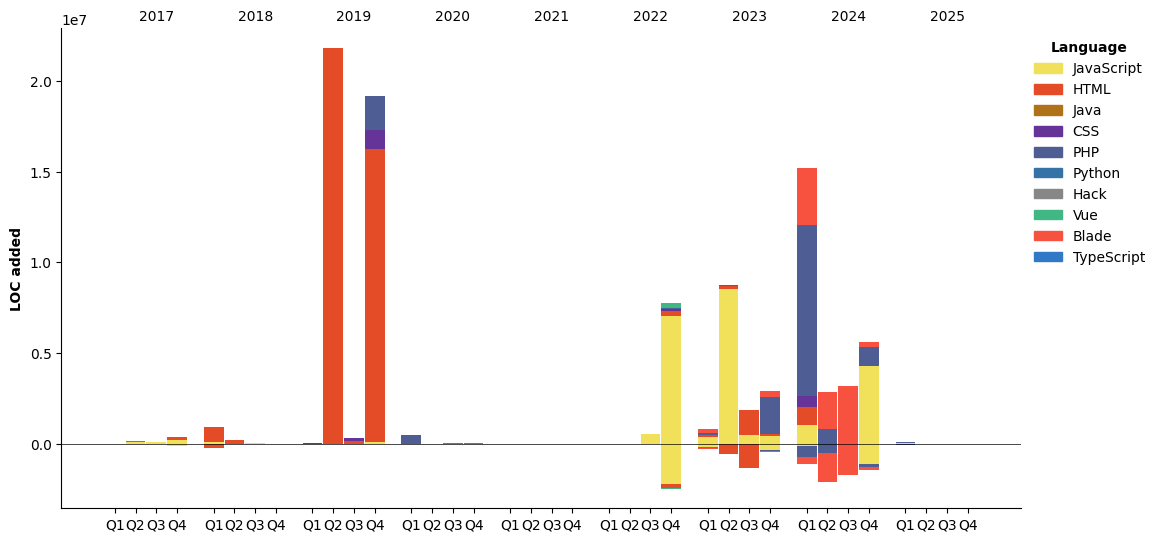 2017 2018 2019 2020 2021 2022 2023 2024 2025
1e7
2.0
1.5
1.0
0.5
0.0
LOC added
Q1 Q2 Q3 Q4 Q1 Q2 Q3 Q4 Q1 Q2 Q3 Q4 Q1 Q2 Q3 Q4 Q1 Q2 Q3 Q4 Q1 Q2 Q3 Q4 Q1 Q2 Q3 Q4 Q1 Q2 Q3 Q4 Q1 Q2 Q3 Q4
Language
JavaScript
HTML
Java
CSS
PHP
Python
Hack
Vue
Blade
TypeScript